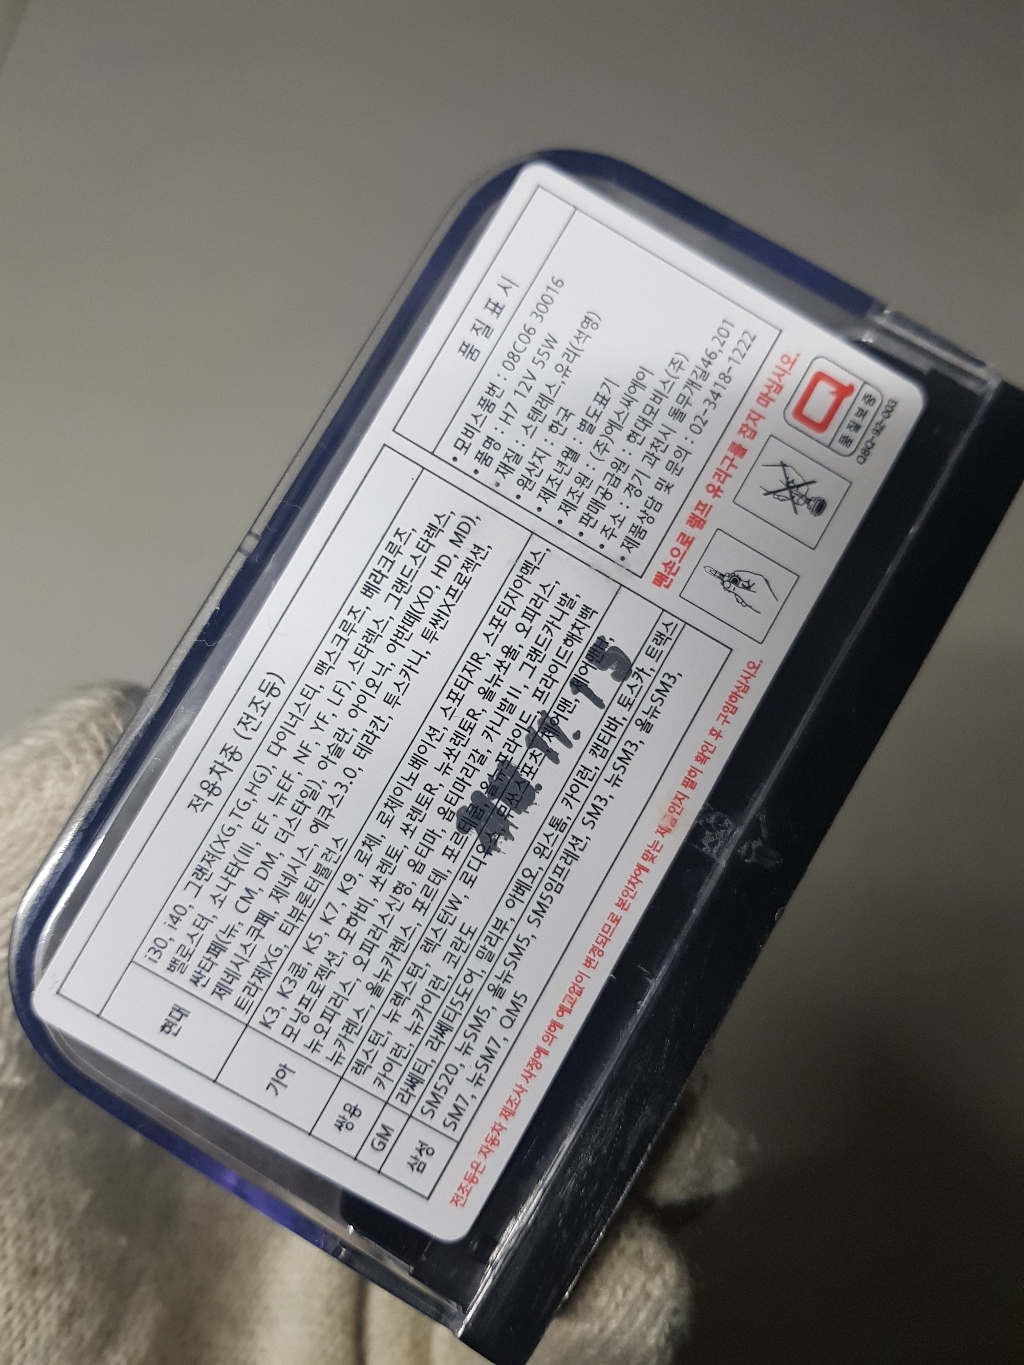 적용차종 (전조등)
현대
i30, i40, 그랜져(XG,TG,HG), 다이너스티, 맥스크루즈, 베라크루즈,
벨로스터, 소나타(III, EF, 뉴EF, NF, YF, LF), 스타렉스, 그랜드스타렉스,
싼타페(뉴, CM, DM, 더스타일), 아슬란, 아이오닉, 아반떼(XD, HD, MD),
제네시스쿠페, 제네시스, 에쿠스3.0, 테라칸, 투스카니, 투싼iX프로젝션,
트라제XG, 티뷰론터뷸런스
기아
K3, K3쿱, K5, K7, K9, 로체, 로체이노베이션, 스포티지R, 스포티지어맥스,
모닝프로젝션, 모하비, 쏘렌토, 쏘렌토R, 뉴쏘렌토R, 올뉴쏘울, 오피러스,
뉴오피러스, 오피러스신형, 옵티마, 옵티마리갈, 카니발II, 그랜드카니발,
뉴카렌스, 올뉴카렌스, 포르테, 포르테쿱, 올뉴프라이드, 프라이드해치백
쌍용
렉스턴, 뉴렉스턴, 렉스턴W, 로디우스, 체어맨,
카이런, 뉴카이런, 코란도
GM
라쎄티, 라쎄티5도어, 말리부, 아베오, 윈스톰, 카이런, 캡티바, 토스카, 트랙스
삼성
SM520, 뉴SM5, 올뉴SM5, SM5임프레션, SM3, 뉴SM3, 올뉴SM3,
SM7, 뉴SM7, QM5
전조등은 자동차 제조사 사정에 의해 예고없이 변경되므로 본인차에 맞는 제품인지 필히 확인 후 구입하십시오.
17. 1 5
품 질 표 시
• 모비스품번 : 08C06 30016
• 품명 : H7 12V 55W
• 재질 : 스텐레스,유리(석영)
• 원산지 : 한국
• 제조년월 : 별도표기
• 제조원 : (주)에스씨에어
• 판매공급원 : 현대모비스(주)
• 주소 : 경기 과천시 돌무개길46,201
• 제품상담 및 문의 : 02-3418-1222
맨손으로 램프 유리구를 잡지 마십시오.
Q
품질보증
Q8Q-92-003